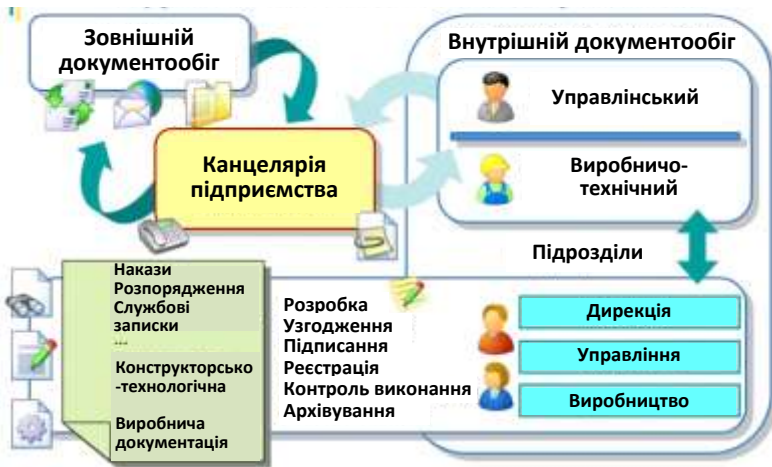 Зовнішній
документообіг
Внутрішній документообіг
Управлінський
Виробничо-
технічний
Канцелярія
підприємства
Підрозділи
Накази
Розпорядження
Службові
записки
...
Конструкторсько
-технологічна
Виробнича
документація
Розробка
Узгодження
Підписання
Реєстрація
Контроль виконання
Архівування
Дирекція
Управління
Виробництво